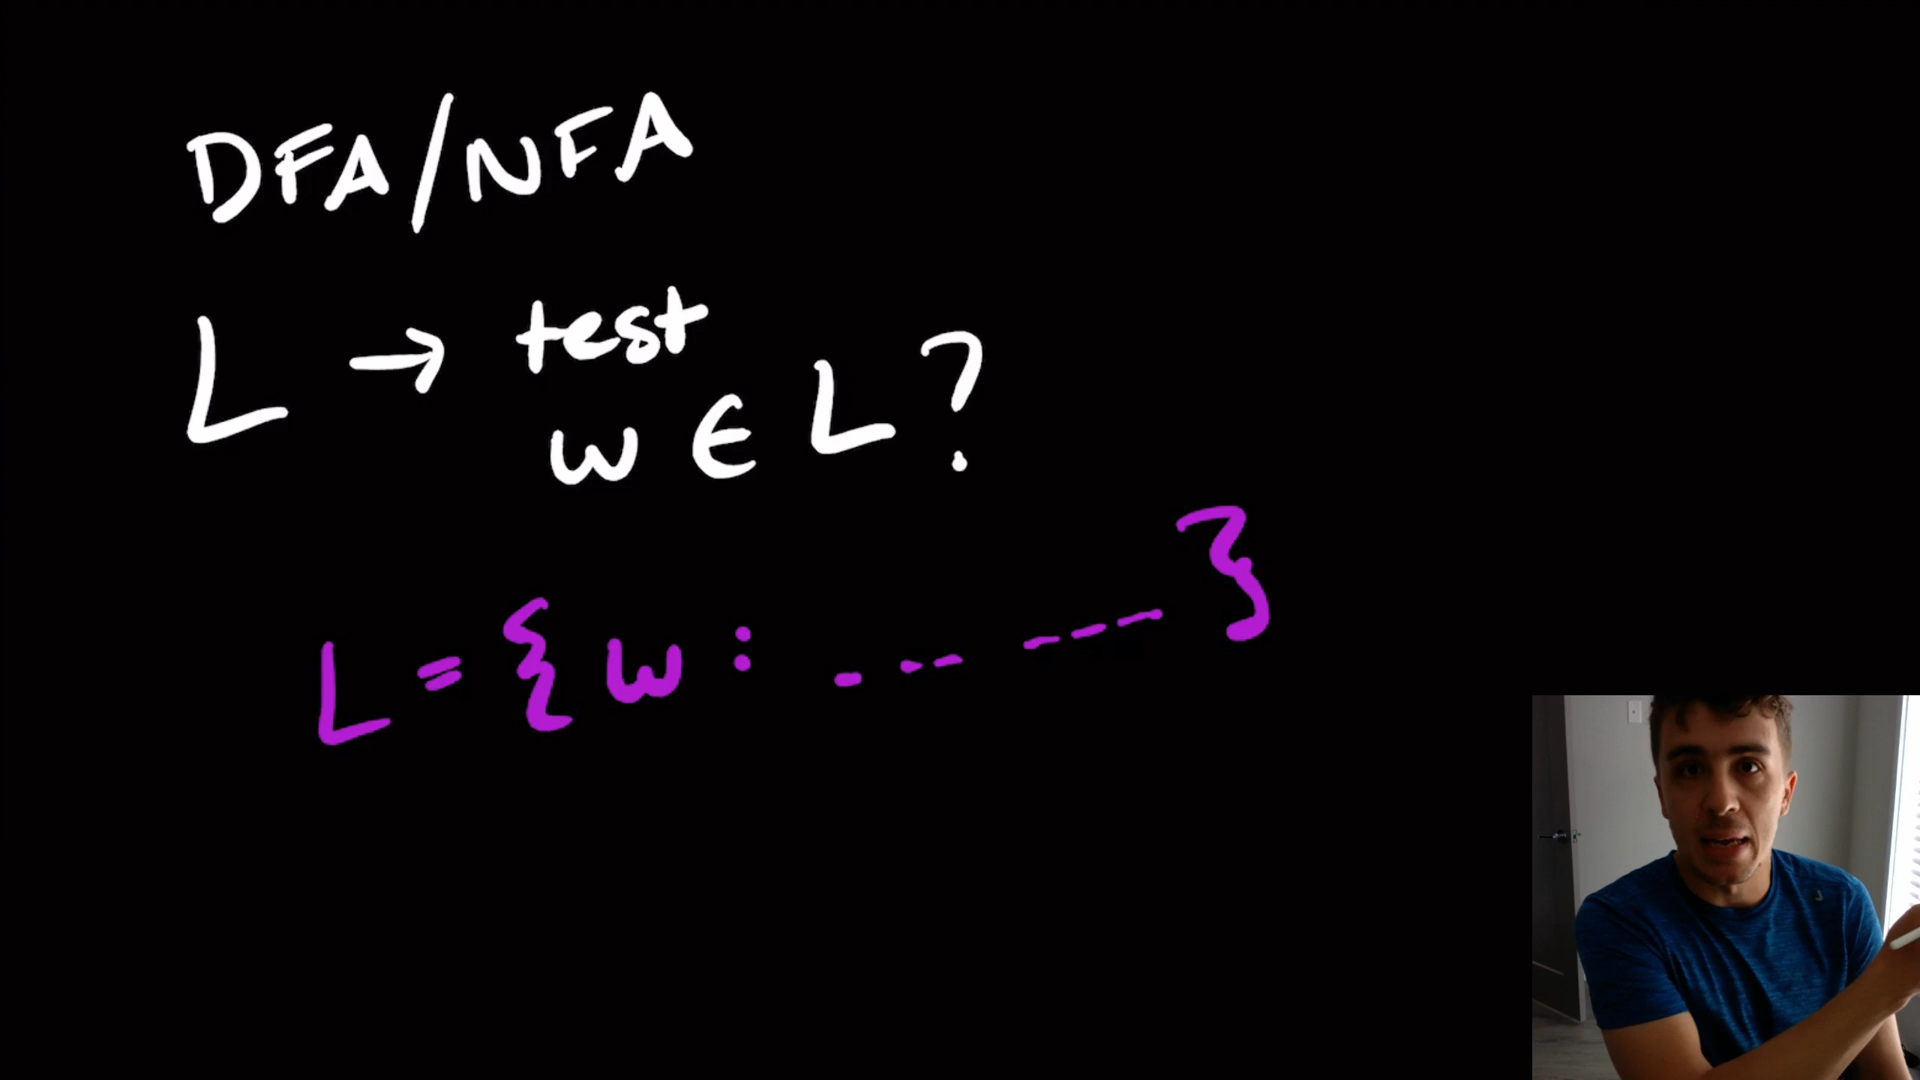 DFA/NFA
L → test
w ∈ L?
L = { w : - -- --- }